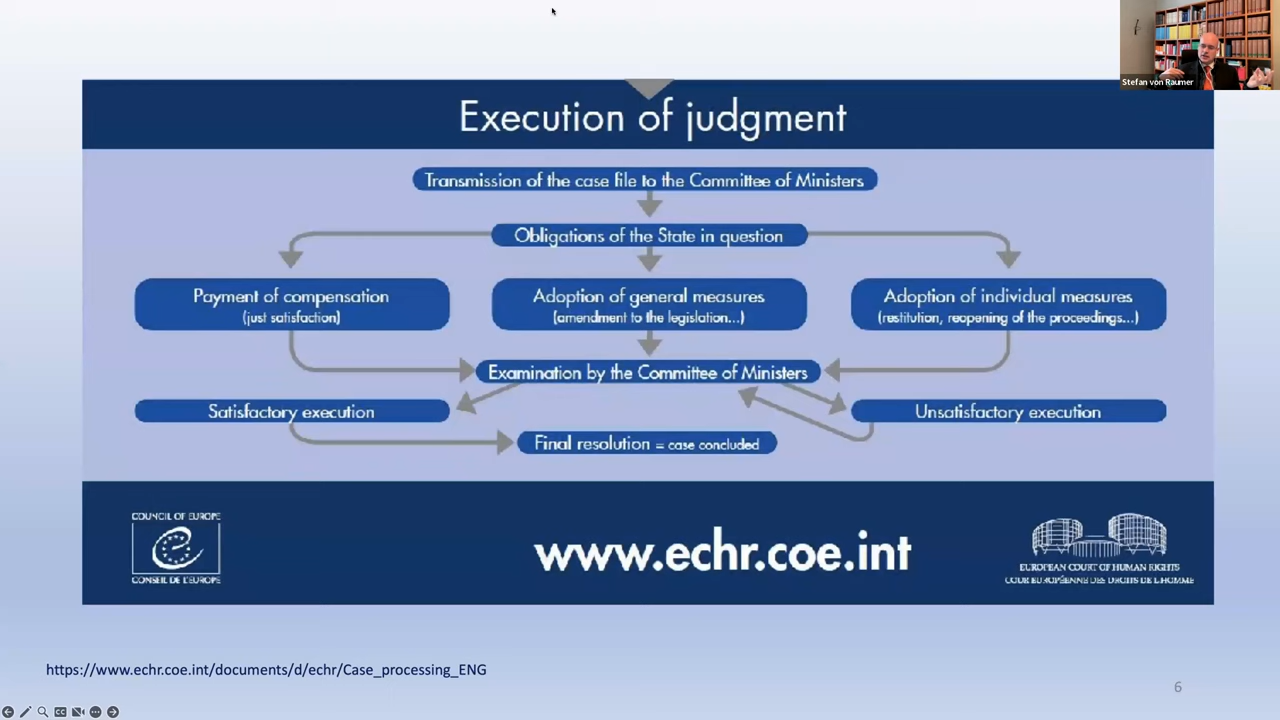 Stefan von Raumer
Execution of judgment
Transmission of the case file to the Committee of Ministers
Obligations of the State in question
Payment of compensation
(just satisfaction)
Adoption of general measures
(amendment to the legislation...)
Adoption of individual measures
(restitution, reopening of the proceedings...)
Examination by the Committee of Ministers
Satisfactory execution
Unsatisfactory execution
Final resolution = case concluded
COUNCIL OF EUROPE
CONSEIL DE L'EUROPE
www.echr.coe.int
EUROPEAN COURT OF HUMAN RIGHTS
COUR EUROPÉENNE DES DROITS DE L'HOMME
https://www.echr.coe.int/documents/d/echr/Case_processing_ENG
6